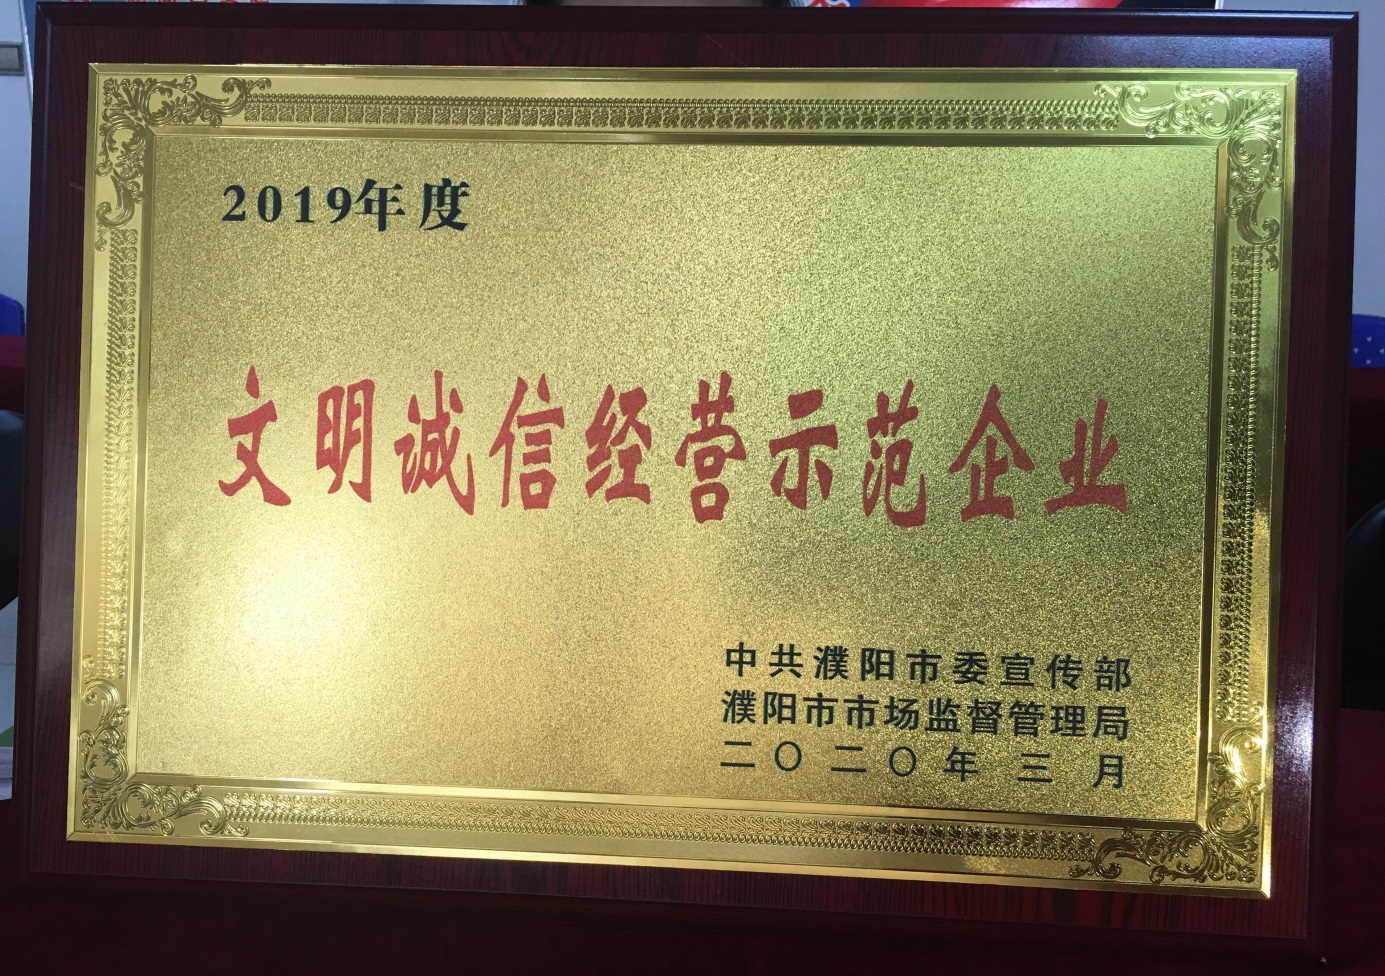 2019年度
文明诚信经营示范企业
中共濮阳市委宣传部
濮阳市市场监督管理局
二〇二〇年三月